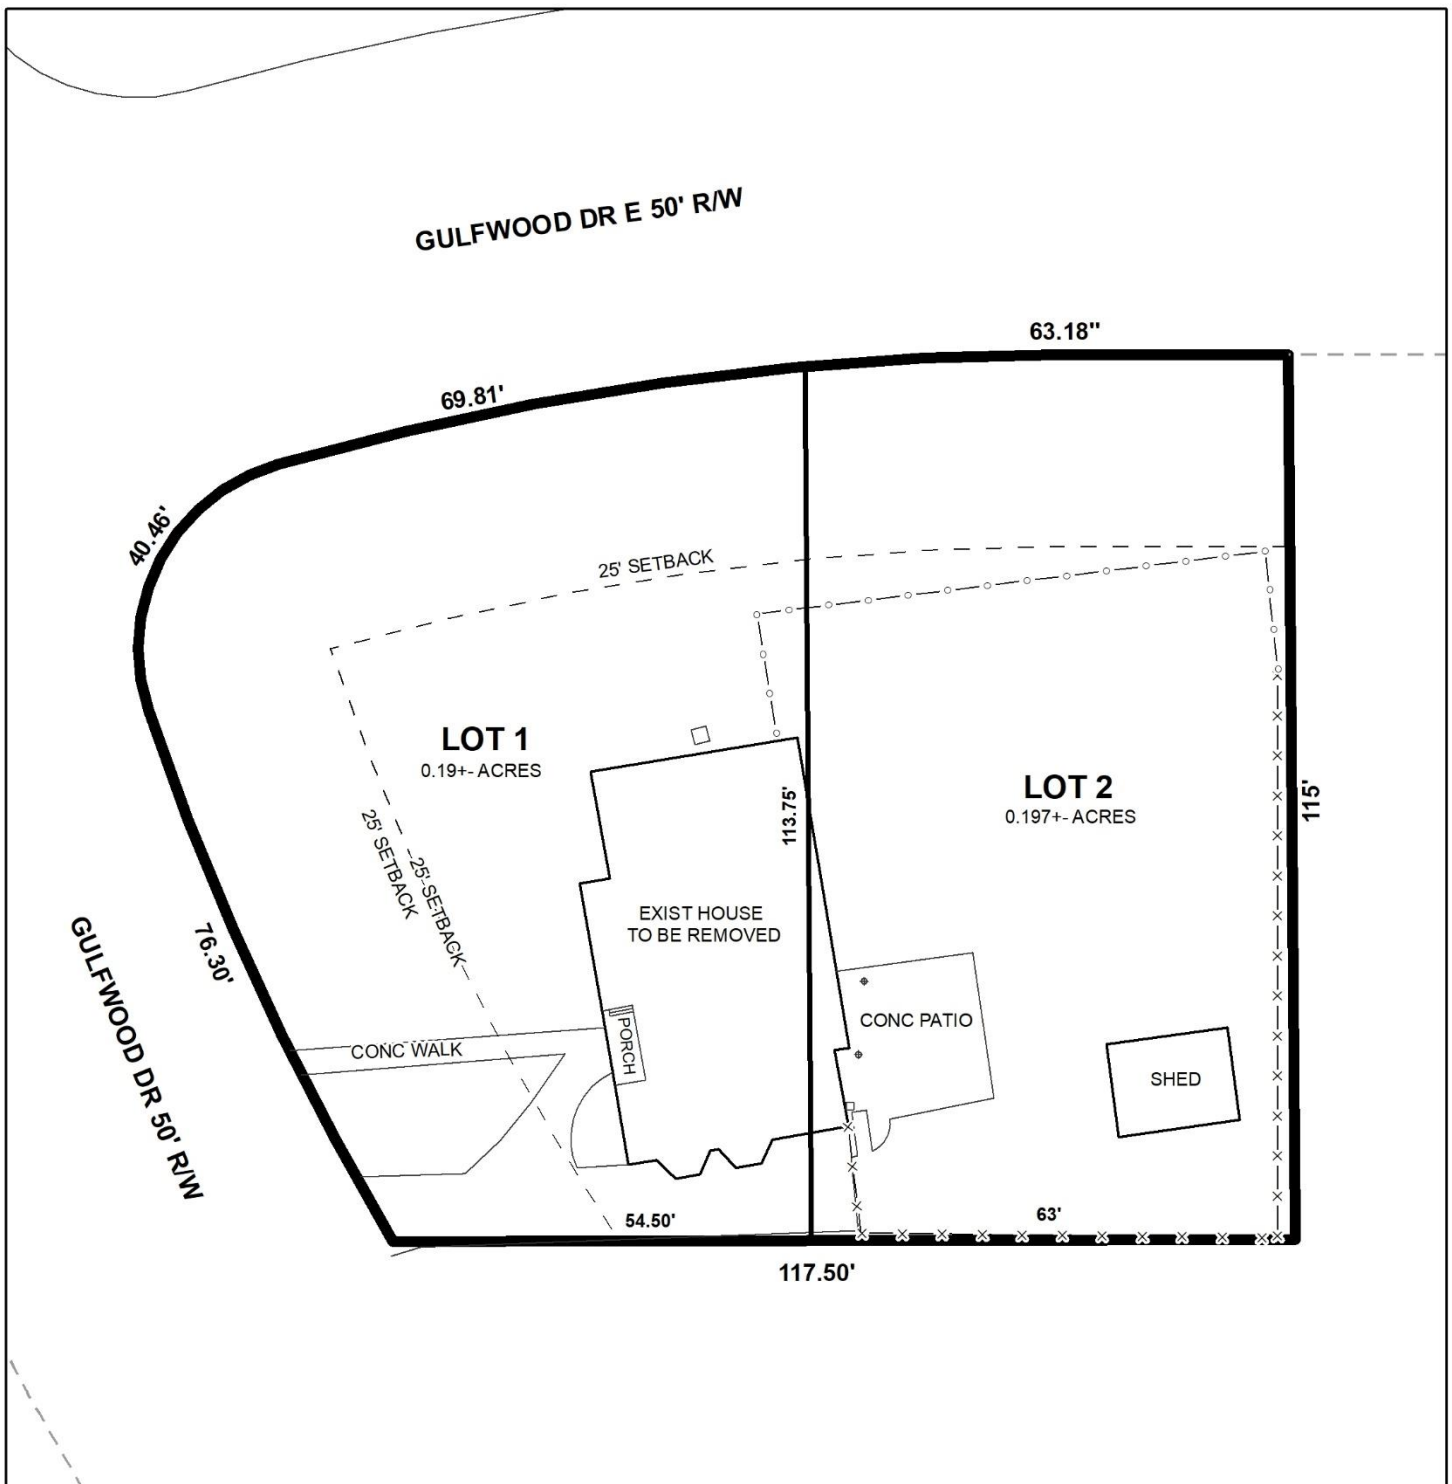 GULFWOOD DR E 50' R/W
63.18"
69.81'
40.46'
25' SETBACK
LOT 1
0.19+- ACRES
LOT 2
0.197+- ACRES
113.75'
115'
25' SETBACK
25' SETBACK
EXIST HOUSE
TO BE REMOVED
76.30'
GULFWOOD DR 50' R/W
CONC WALK
PORCH
CONC PATIO
SHED
54.50'
63'
117.50'